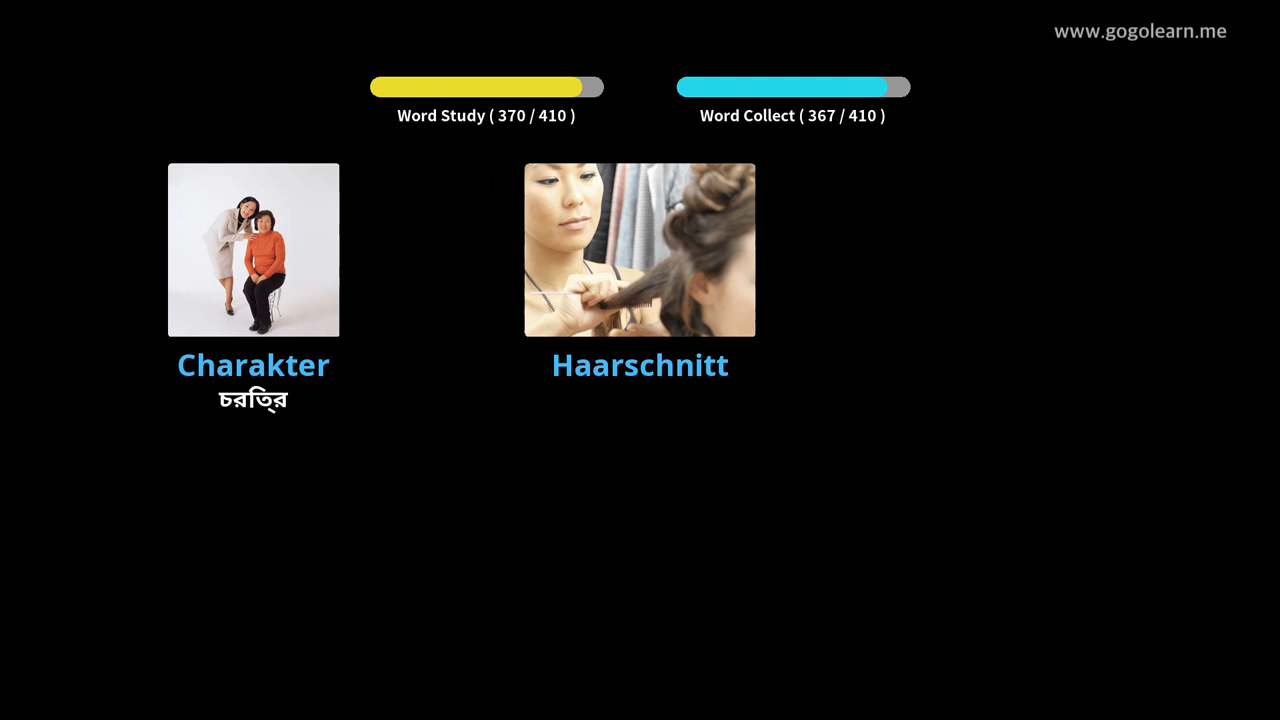 www.gogolearn.me
Word Study ( 370 / 410 )
Word Collect ( 367 / 410 )
Charakter
Haarschnitt
চরিত্র